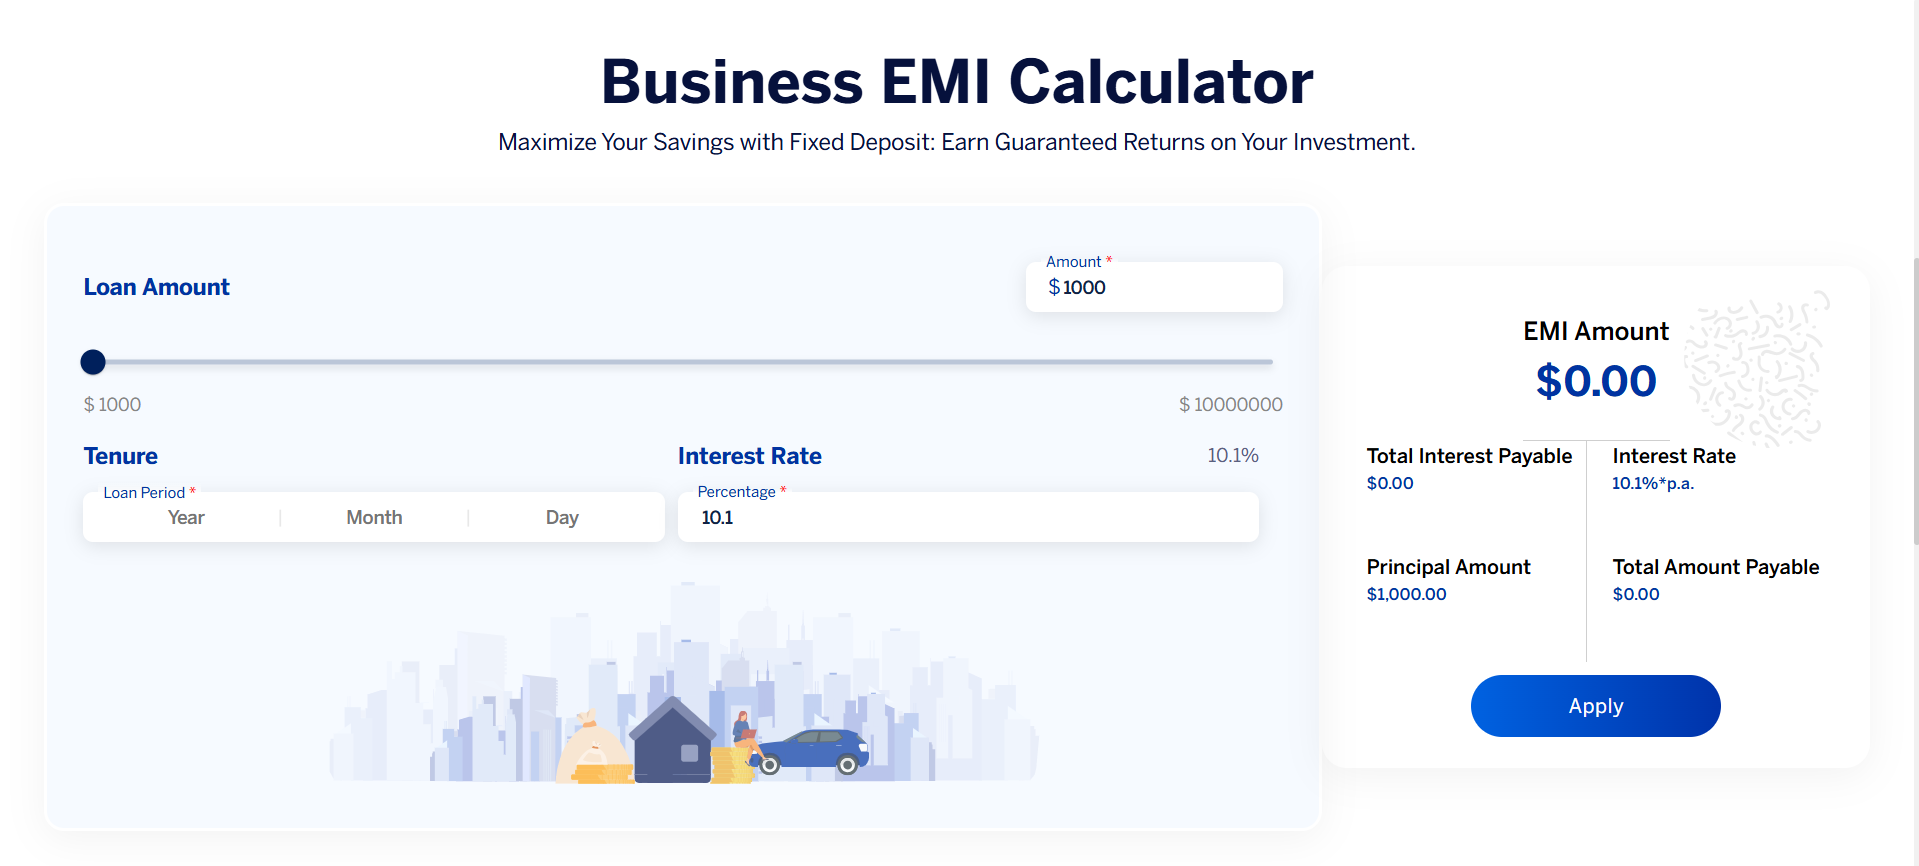 Business EMI Calculator
Maximize Your Savings with Fixed Deposit: Earn Guaranteed Returns on Your Investment.
Loan Amount
Amount *
$ 1000
$ 1000
$ 10000000
Tenure
Loan Period *
Year Month Day
Interest Rate
10.1%
Percentage *
10.1
EMI Amount
$0.00
Total Interest Payable
$0.00
Interest Rate
10.1%*p.a.
Principal Amount
$1,000.00
Total Amount Payable
$0.00
Apply